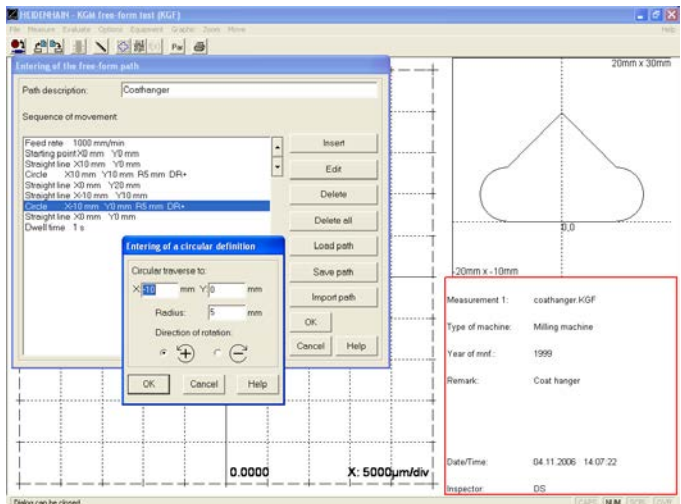 HEIDENHAIN - KGM free-form test (KGF)
File Measure Evaluate Options Equipment Graphic Zoom Move Help
Par
Entering of the free-form path
Path description: Coathanger
Sequence of movement
Feed rate 1000 mm/min
Starting point X0 mm Y0 mm
Straight line X10 mm Y0 mm
Circle X10 mm Y10 mm R5 mm DR+
Straight line X0 mm Y20 mm
Straight line X-10 mm Y10 mm
Circle X-10 mm Y0 mm R5 mm DR+
Straight line X0 mm Y0 mm
Dwell time 1 s
Insert
Edit
Delete
Delete all
Load path
Save path
Import path
OK
Cancel Help
Entering of a circular definition
Circular traverse to:
X: -10 mm Y: 0 mm
Radius: 5 mm
Direction of rotation:
OK Cancel Help
0.0000 X: 5000µm/div
20mm x 30mm
0,0
-20mm x -10mm
Measurement 1: coathanger.KGF
Type of machine: Milling machine
Year of mnf.: 1999
Remark: Coat hanger
Date/Time: 04.11.2006 14:07:22
Inspector: DS
Dialog can be closed
CAPS NUM SCRL OVR